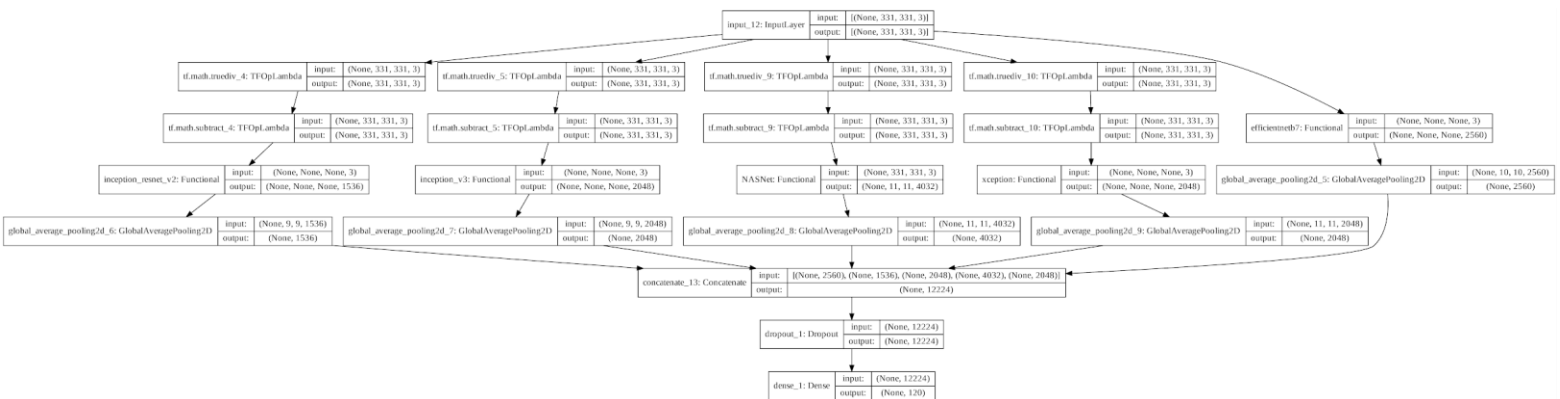 input_12: InputLayer
input: [(None, 331, 331, 3)]
output: [(None, 331, 331, 3)]
tf.math.truediv_4: TFOpLambda
input: (None, 331, 331, 3)
output: (None, 331, 331, 3)
tf.math.truediv_5: TFOpLambda
input: (None, 331, 331, 3)
output: (None, 331, 331, 3)
tf.math.truediv_9: TFOpLambda
input: (None, 331, 331, 3)
output: (None, 331, 331, 3)
tf.math.truediv_10: TFOpLambda
input: (None, 331, 331, 3)
output: (None, 331, 331, 3)
tf.math.subtract_4: TFOpLambda
input: (None, 331, 331, 3)
output: (None, 331, 331, 3)
tf.math.subtract_5: TFOpLambda
input: (None, 331, 331, 3)
output: (None, 331, 331, 3)
tf.math.subtract_9: TFOpLambda
input: (None, 331, 331, 3)
output: (None, 331, 331, 3)
tf.math.subtract_10: TFOpLambda
input: (None, 331, 331, 3)
output: (None, 331, 331, 3)
efficientnetb7: Functional
input: (None, None, None, 3)
output: (None, None, None, 2560)
inception_resnet_v2: Functional
input: (None, None, None, 3)
output: (None, None, None, 1536)
inception_v3: Functional
input: (None, None, None, 3)
output: (None, None, None, 2048)
NASNet: Functional
input: (None, 331, 331, 3)
output: (None, 11, 11, 4032)
xception: Functional
input: (None, None, None, 3)
output: (None, None, None, 2048)
global_average_pooling2d_5: GlobalAveragePooling2D
input: (None, 10, 10, 2560)
output: (None, 2560)
global_average_pooling2d_6: GlobalAveragePooling2D
input: (None, 9, 9, 1536)
output: (None, 1536)
global_average_pooling2d_7: GlobalAveragePooling2D
input: (None, 9, 9, 2048)
output: (None, 2048)
global_average_pooling2d_8: GlobalAveragePooling2D
input: (None, 11, 11, 4032)
output: (None, 4032)
global_average_pooling2d_9: GlobalAveragePooling2D
input: (None, 11, 11, 2048)
output: (None, 2048)
concatenate_13: Concatenate
input: [(None, 2560), (None, 1536), (None, 2048), (None, 4032), (None, 2048)]
output: (None, 12224)
dropout_1: Dropout
input: (None, 12224)
output: (None, 12224)
dense_1: Dense
input: (None, 12224)
output: (None, 120)